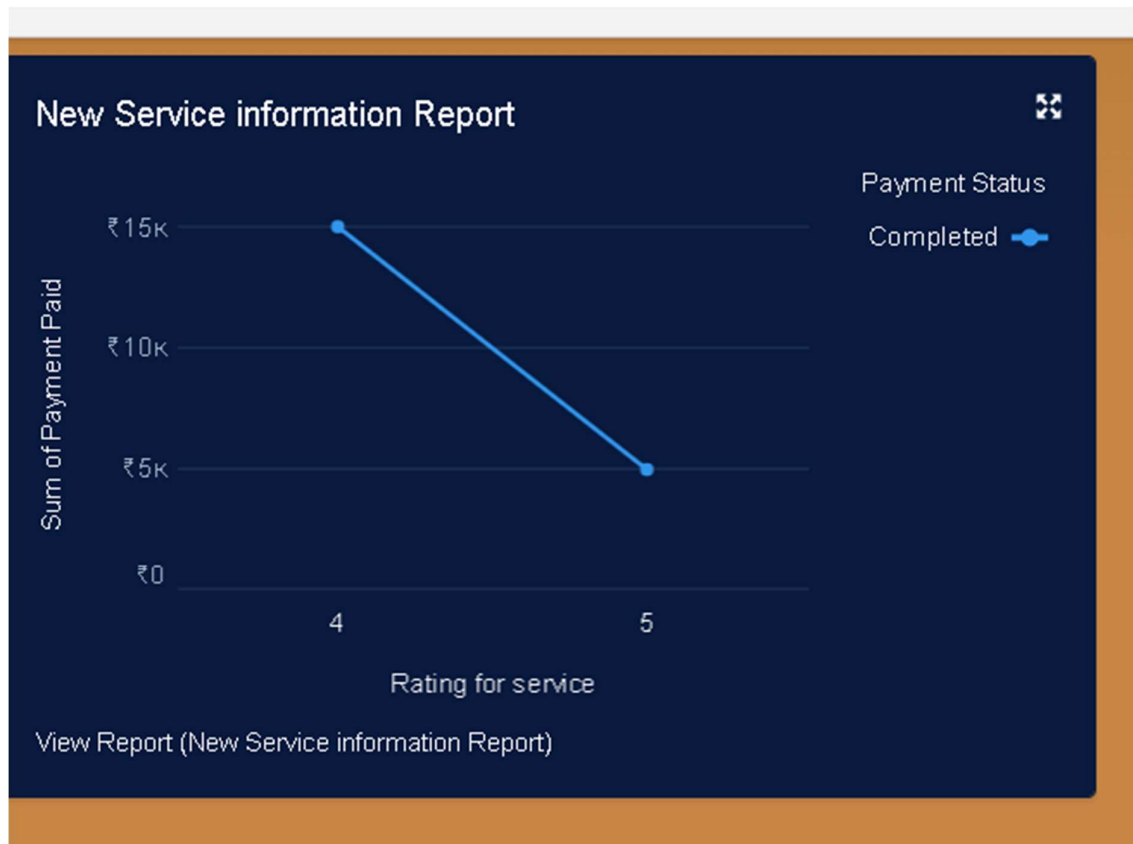 New Service information Report
Payment Status
Completed
Sum of Payment Paid
₹15K
₹10K
₹5K
₹0
4 5
Rating for service
View Report (New Service information Report)